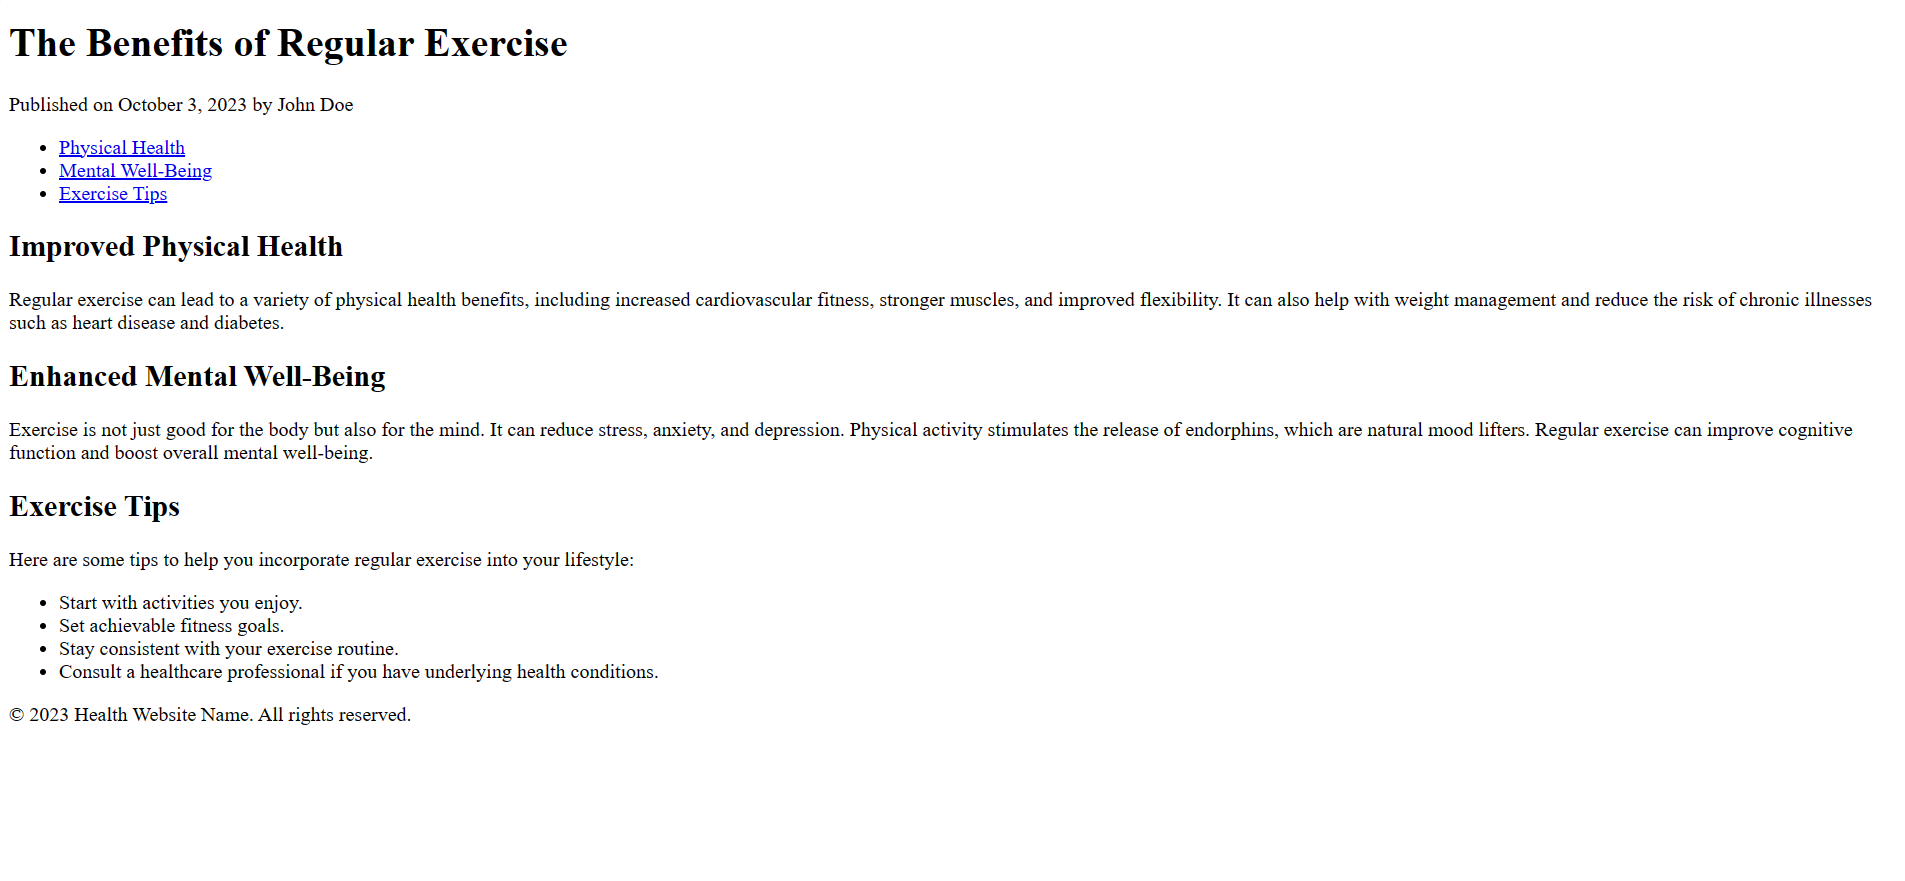 The Benefits of Regular Exercise
Published on October 3, 2023 by John Doe
Physical Health
Mental Well-Being
Exercise Tips
Improved Physical Health
Regular exercise can lead to a variety of physical health benefits, including increased cardiovascular fitness, stronger muscles, and improved flexibility. It can also help with weight management and reduce the risk of chronic illnesses
such as heart disease and diabetes.
Enhanced Mental Well-Being
Exercise is not just good for the body but also for the mind. It can reduce stress, anxiety, and depression. Physical activity stimulates the release of endorphins, which are natural mood lifters. Regular exercise can improve cognitive
function and boost overall mental well-being.
Exercise Tips
Here are some tips to help you incorporate regular exercise into your lifestyle:
Start with activities you enjoy.
Set achievable fitness goals.
Stay consistent with your exercise routine.
Consult a healthcare professional if you have underlying health conditions.
© 2023 Health Website Name. All rights reserved.